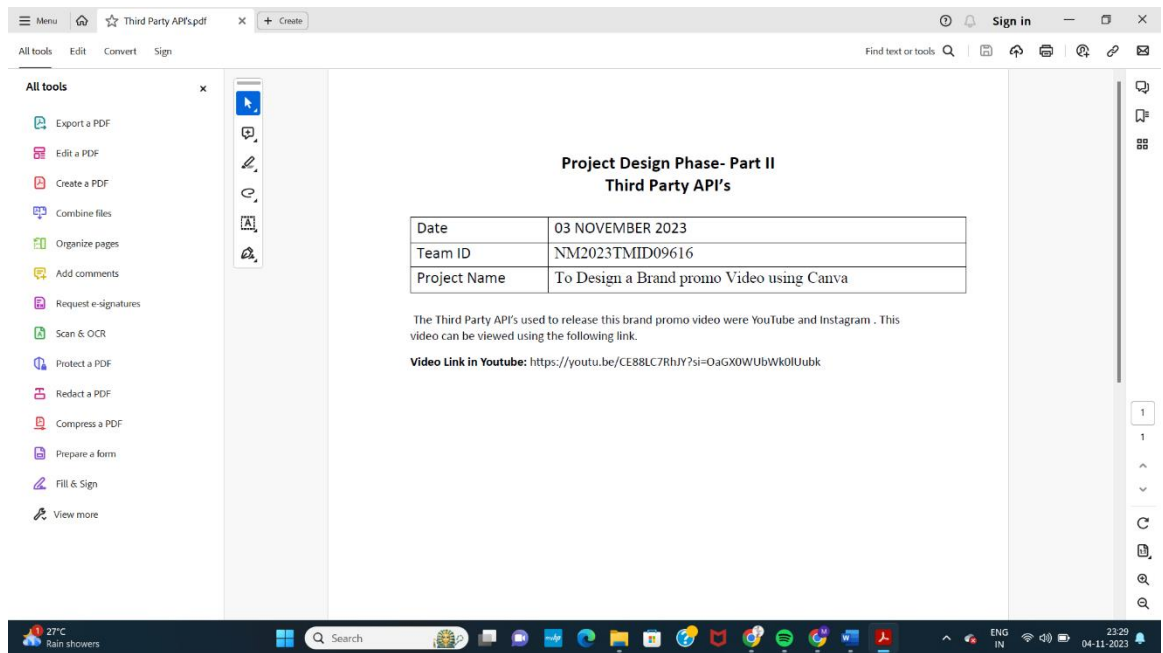 Menu
Third Party API's.pdf
+ Create
Sign in
All tools Edit Convert Sign
Find text or tools
All tools
Export a PDF
Edit a PDF
Create a PDF
Combine files
Organize pages
Add comments
Request e-signatures
Scan & OCR
Protect a PDF
Redact a PDF
Compress a PDF
Prepare a form
Fill & Sign
View more
Project Design Phase- Part II
Third Party API's
Date 03 NOVEMBER 2023
Team ID NM2023TMID09616
Project Name To Design a Brand promo Video using Canva
The Third Party API's used to release this brand promo video were YouTube and Instagram . This
video can be viewed using the following link.
Video Link in Youtube: https://youtu.be/CE88LC7RhJY?si=OaGX0WUbWk0lUubk
1
1
1
27°C
Rain showers
Search
ENG
IN
23:29
04-11-2023